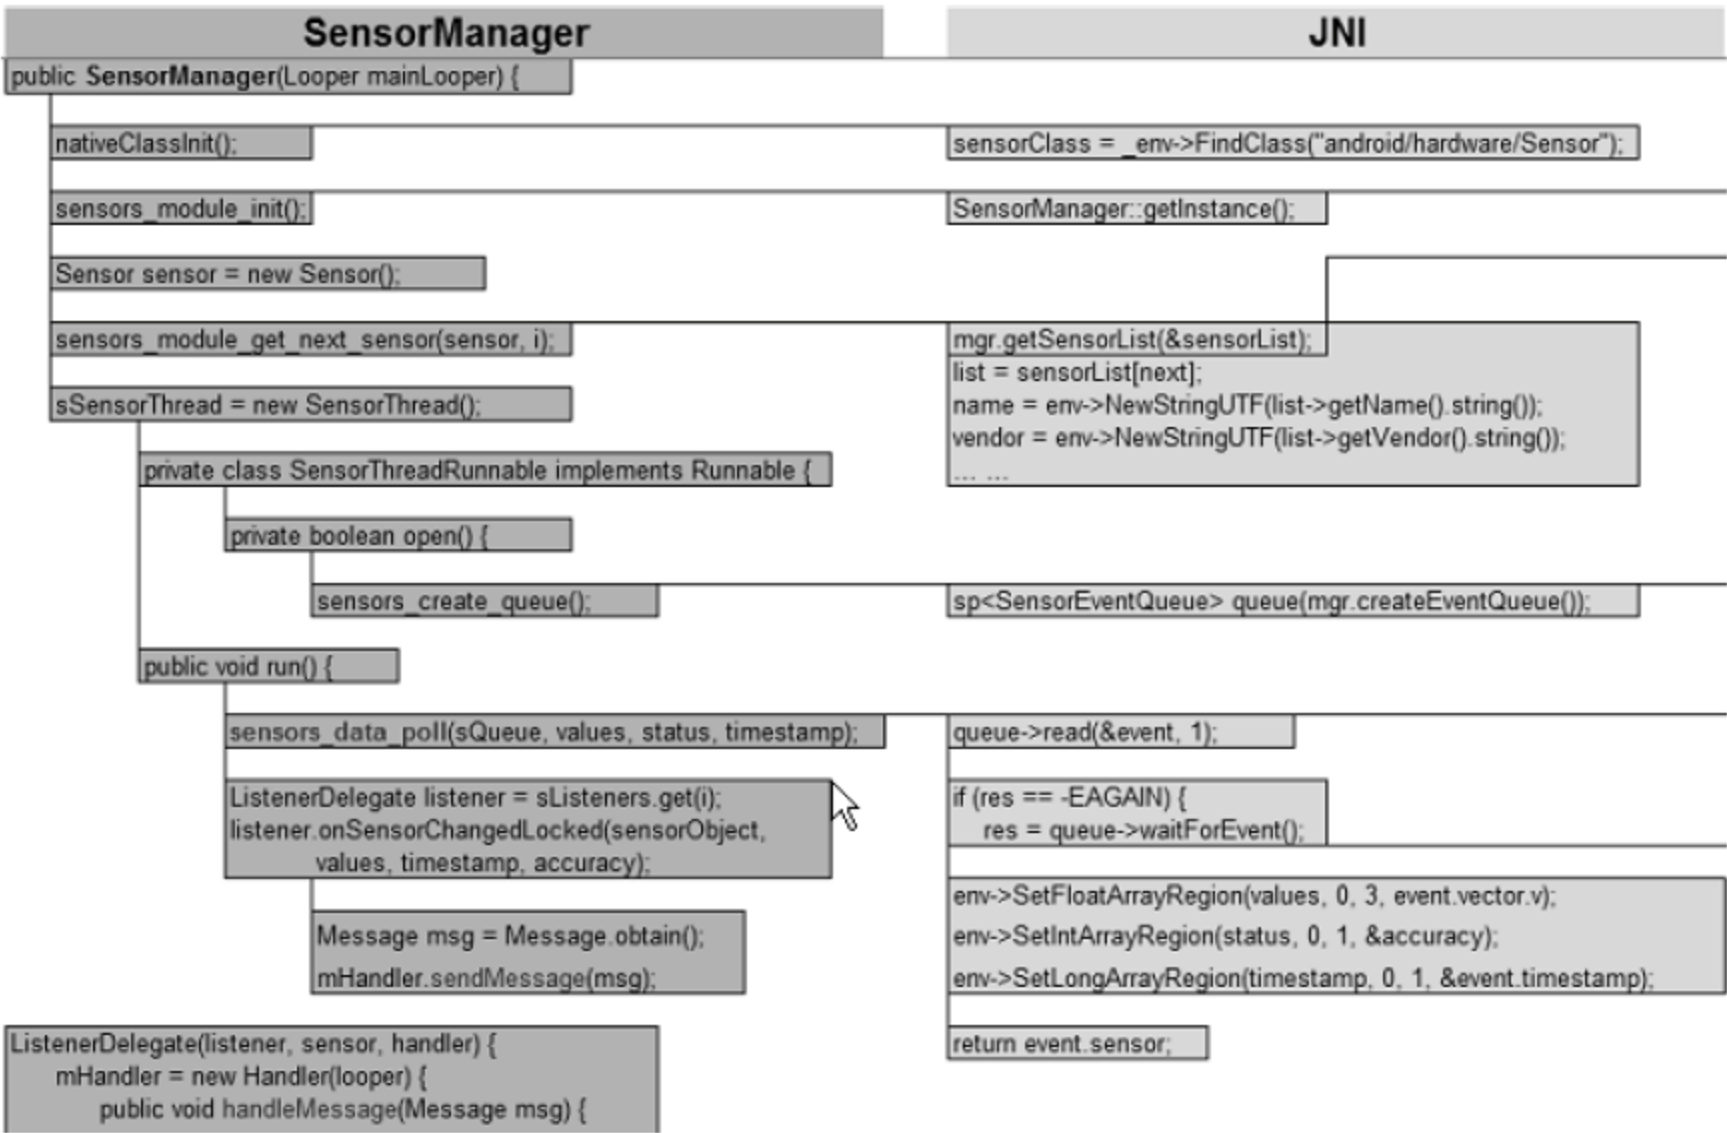 SensorManager
public SensorManager(Looper mainLooper) {
nativeClassInit();
sensors_module_init();
Sensor sensor = new Sensor();
sensors_module_get_next_sensor(sensor, i);
sSensorThread = new SensorThread();
private class SensorThreadRunnable implements Runnable {
private boolean open() {
sensors_create_queue();
public void run() {
sensors_data_poll(sQueue, values, status, timestamp);
ListenerDelegate listener = sListeners.get(i);
listener.onSensorChangedLocked(sensorObject,
values, timestamp, accuracy);
Message msg = Message.obtain();
mHandler.sendMessage(msg);
ListenerDelegate(listener, sensor, handler) {
mHandler = new Handler(looper) {
public void handleMessage(Message msg) {
JNI
sensorClass = _env->FindClass("android/hardware/Sensor");
SensorManager::getInstance();
mgr.getSensorList(&sensorList);
list = sensorList[next];
name = env->NewStringUTF(list->getName().string());
vendor = env->NewStringUTF(list->getVendor().string());
... ...
sp<SensorEventQueue> queue(mgr.createEventQueue());
queue->read(&event, 1);
if (res == -EAGAIN) {
res = queue->waitForEvent();
env->SetFloatArrayRegion(values, 0, 3, event.vector.v);
env->SetIntArrayRegion(status, 0, 1, &accuracy);
env->SetLongArrayRegion(timestamp, 0, 1, &event.timestamp);
return event.sensor;